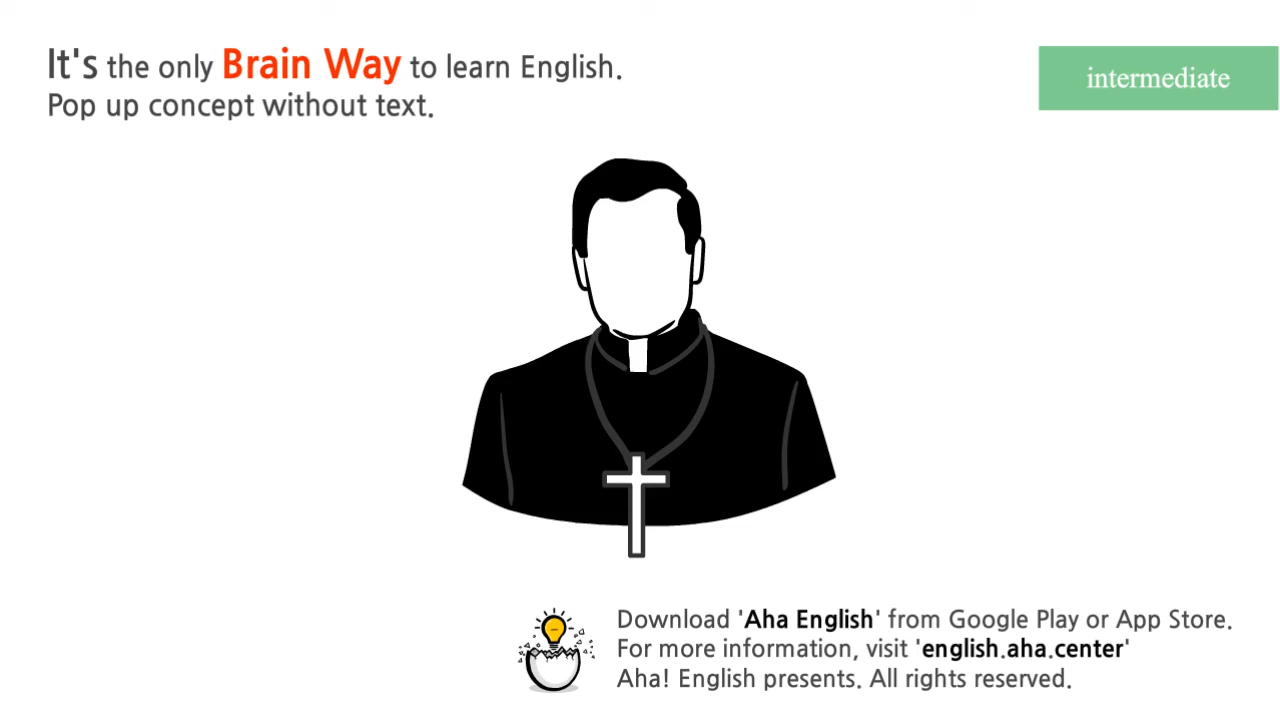 It's the only Brain Way to learn English.
Pop up concept without text.
intermediate
Download 'Aha English' from Google Play or App Store.
For more information, visit 'english.aha.center'
Aha! English presents. All rights reserved.